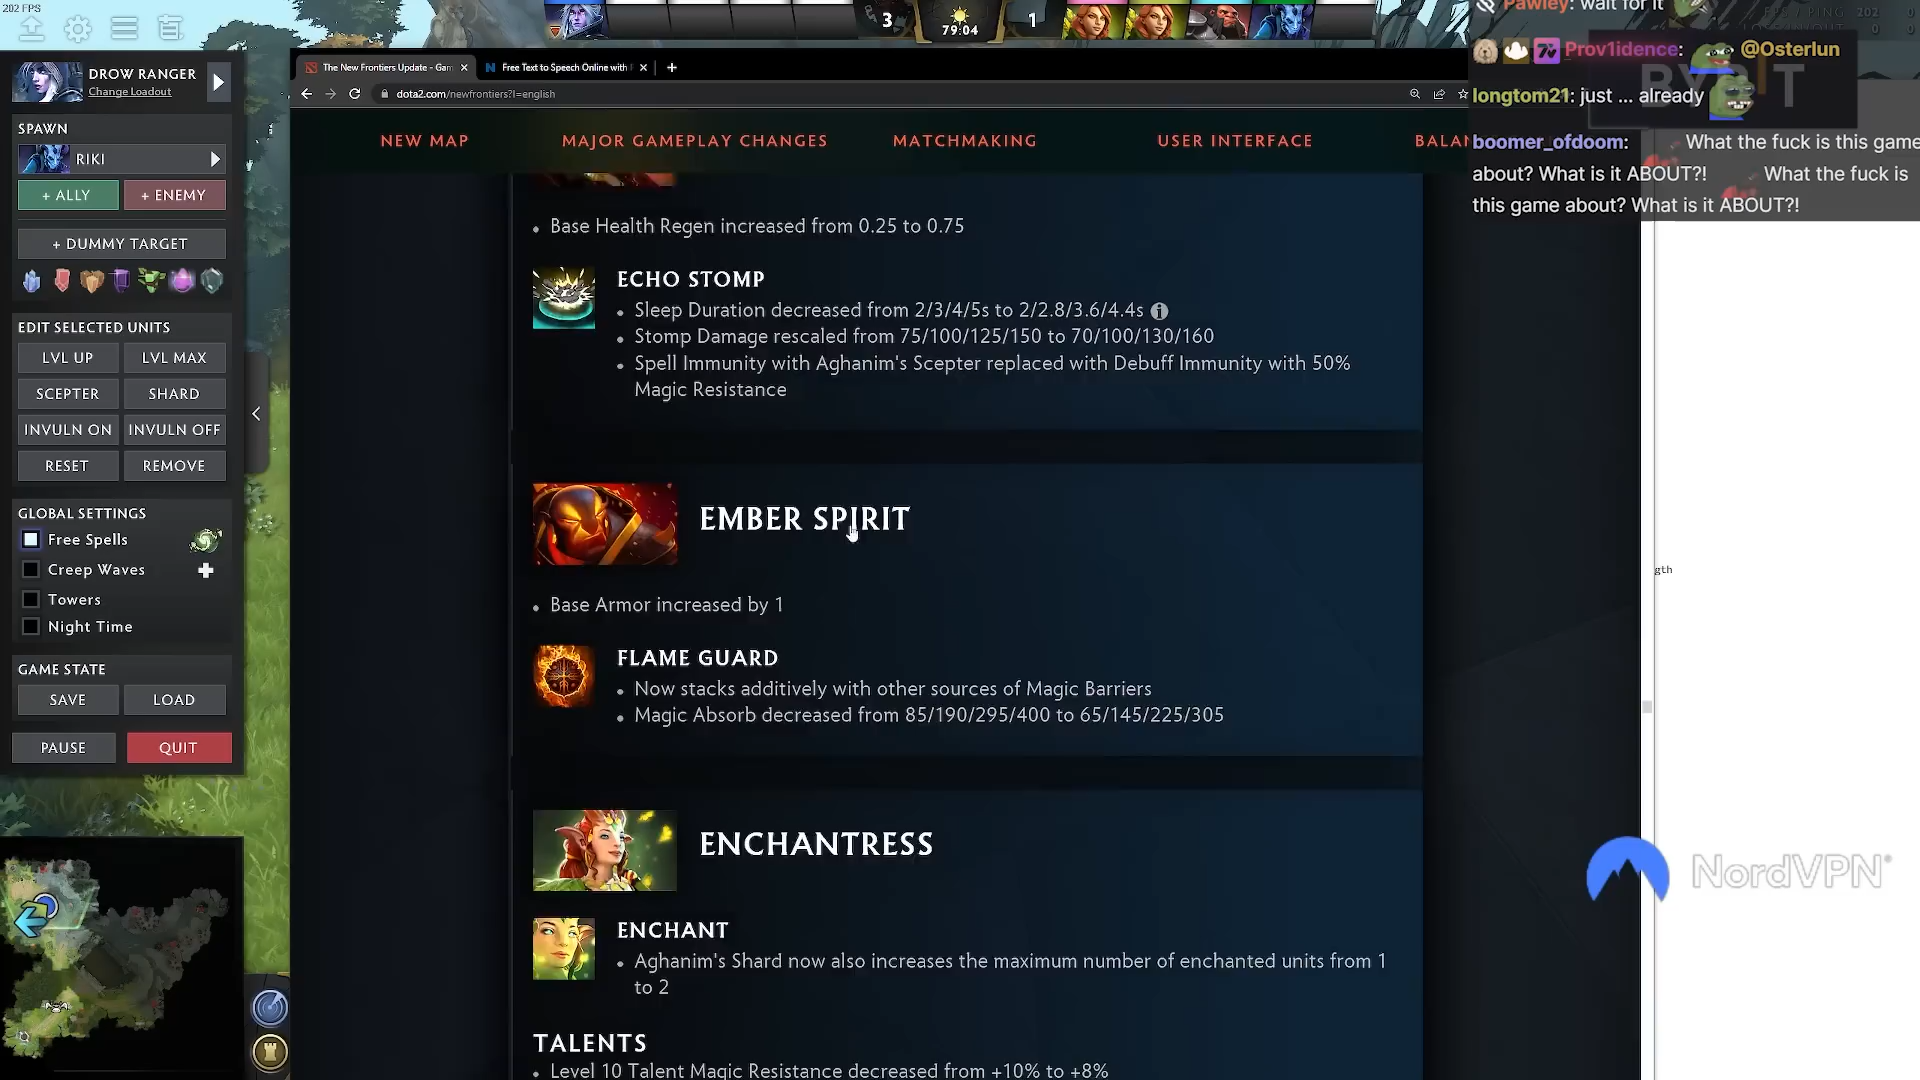 202 FPS
DROW RANGER
Change Loadout
SPAWN
RIKI
+ ALLY
+ ENEMY
+ DUMMY TARGET
EDIT SELECTED UNITS
LVL UP
LVL MAX
SCEPTER
SHARD
INVULN ON
INVULN OFF
RESET
REMOVE
GLOBAL SETTINGS
Free Spells
Creep Waves
Towers
Night Time
GAME STATE
SAVE
LOAD
PAUSE
QUIT
3
79:04
1
The New Frontiers Update - Gam
Free Text to Speech Online with
dota2.com/newfrontiers?l=english
NEW MAP
MAJOR GAMEPLAY CHANGES
MATCHMAKING
USER INTERFACE
BALAN
Base Health Regen increased from 0.25 to 0.75
ECHO STOMP
Sleep Duration decreased from 2/3/4/5s to 2/2.8/3.6/4.4s
Stomp Damage rescaled from 75/100/125/150 to 70/100/130/160
Spell Immunity with Aghanim's Scepter replaced with Debuff Immunity with 50%
Magic Resistance
EMBER SPIRIT
Base Armor increased by 1
FLAME GUARD
Now stacks additively with other sources of Magic Barriers
Magic Absorb decreased from 85/190/295/400 to 65/145/225/305
ENCHANTRESS
ENCHANT
Aghanim's Shard now also increases the maximum number of enchanted units from 1
to 2
TALENTS
Level 10 Talent Magic Resistance decreased from +10% to +8%
Pawley: wait for it
Prov1idence: @Osterlun
longtom21: just ... already
boomer_ofdoom: What the fuck is this game
about? What is it ABOUT?! What the fuck is
this game about? What is it ABOUT?!
BYBIT
gth
NordVPN®